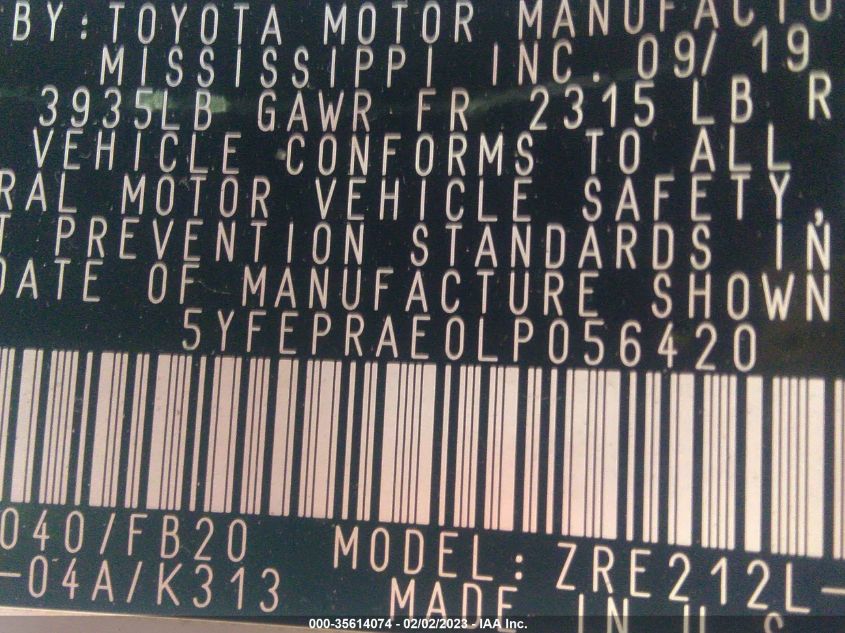 BY:TOYOTA MOTOR MANUFACTU
MISSISSIPPI INC. 09/19
3935LB GAWR FR 2315 LB R
VEHICLE CONFORMS TO ALL
RAL MOTOR VEHICLE SAFETY,
T PREVENTION STANDARDS IN
DATE OF MANUFACTURE SHOWN
5YFEPRAE0LP056420
040/FB20 MODEL: ZRE212L-
-04A/K313 MADE IN U.S
000-35614074 - 02/02/2023 - IAA Inc.